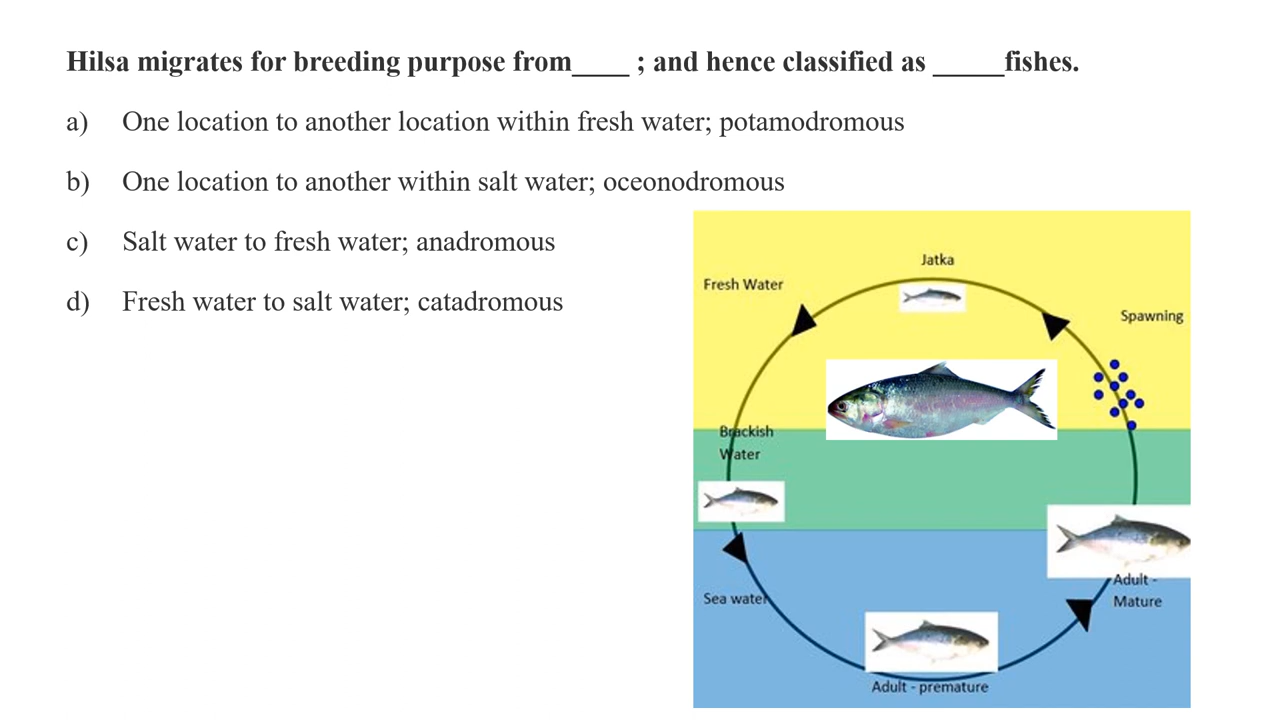 Hilsa migrates for breeding purpose from____ ; and hence classified as _____fishes.
a) One location to another location within fresh water; potamodromous
b) One location to another within salt water; oceonodromous
c) Salt water to fresh water; anadromous
d) Fresh water to salt water; catadromous
Jatka
Fresh Water
Spawning
Brackish
Water
Adult -
Mature
Sea water
Adult - premature